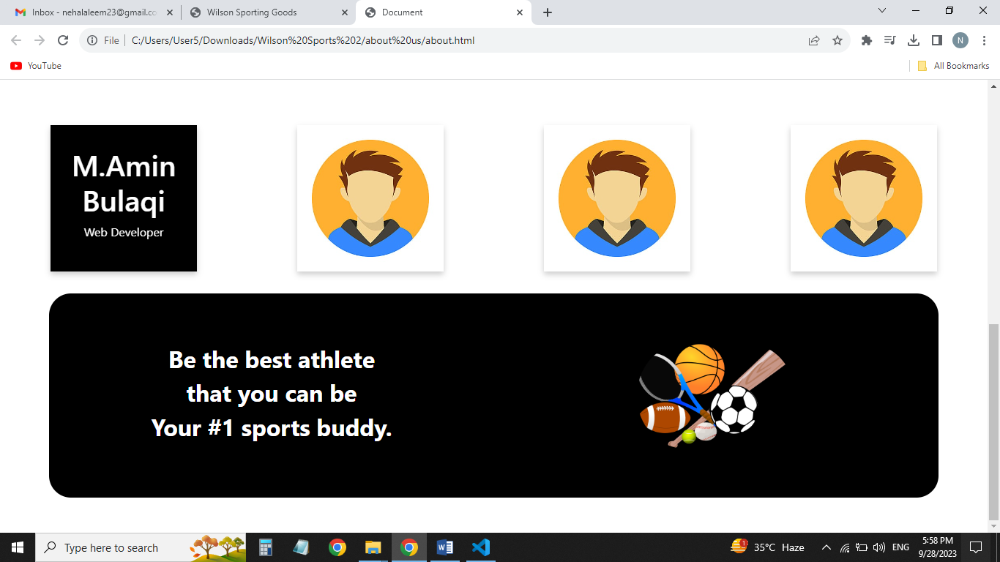 Inbox - nehalaleem23@gmail.co
Wilson Sporting Goods
Document
File
C:/Users/User5/Downloads/Wilson%20Sports%202/about%20us/about.html
N
YouTube
All Bookmarks
M.Amin
Bulaqi
Web Developer
Be the best athlete
that you can be
Your #1 sports buddy.
Type here to search
1
35°C Haze
ENG
5:58 PM
9/28/2023